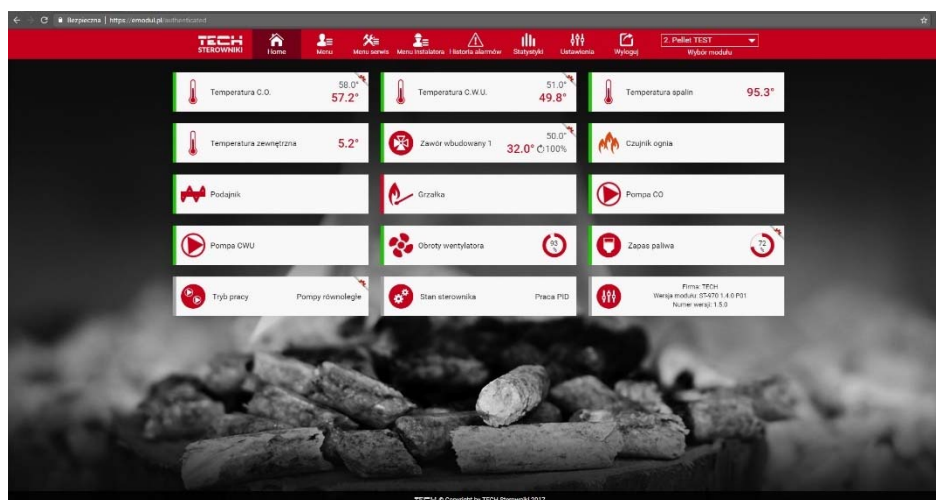 Bezpieczna | https://emodul.pl/authenticated
TECH
STEROWNIKI
Home
Menu
Menu serwis
Menu instalatora
Historia alarmów
Statystyki
Ustawienia
Wyloguj
2. Pellet TEST
Wybór modułu
Temperatura C.O.
58.0°
57.2°
Temperatura C.W.U.
51.0°
49.8°
Temperatura spalin
95.3°
Temperatura zewnętrzna
5.2°
Zawór wbudowany 1
50.0°
32.0° 100%
Czujnik ognia
Podajnik
Grzałka
Pompa CO
Pompa CWU
Obroty wentylatora
93
%
Zapas paliwa
72
%
Tryb pracy
Pompy równoległe
Stan sterownika
Praca PID
Firma: TECH
Wersja modułu: ST-970 1.4.0 P01
Numer wersji: 1.5.0
TECH © Copyright by TECH Sterowniki 2017